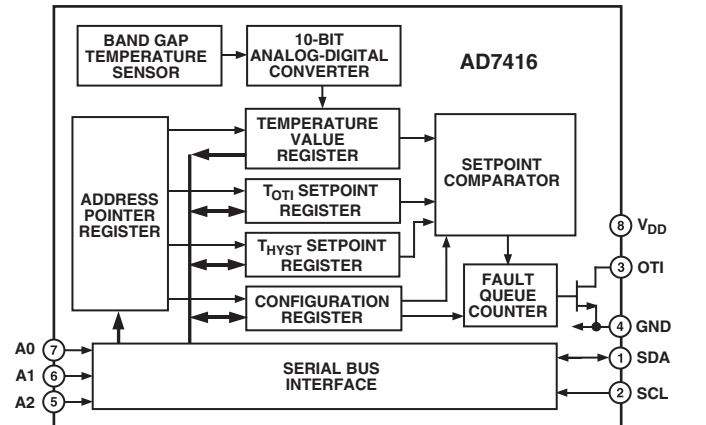 BAND GAP
TEMPERATURE
SENSOR
10-BIT
ANALOG-DIGITAL
CONVERTER
AD7416
ADDRESS
POINTER
REGISTER
TEMPERATURE
VALUE
REGISTER
SETPOINT
COMPARATOR
TOTI SETPOINT
REGISTER
THYST SETPOINT
REGISTER
CONFIGURATION
REGISTER
FAULT
QUEUE
COUNTER
8 VDD
3 OTI
4 GND
1 SDA
2 SCL
A0 7
A1 6
A2 5
SERIAL BUS
INTERFACE